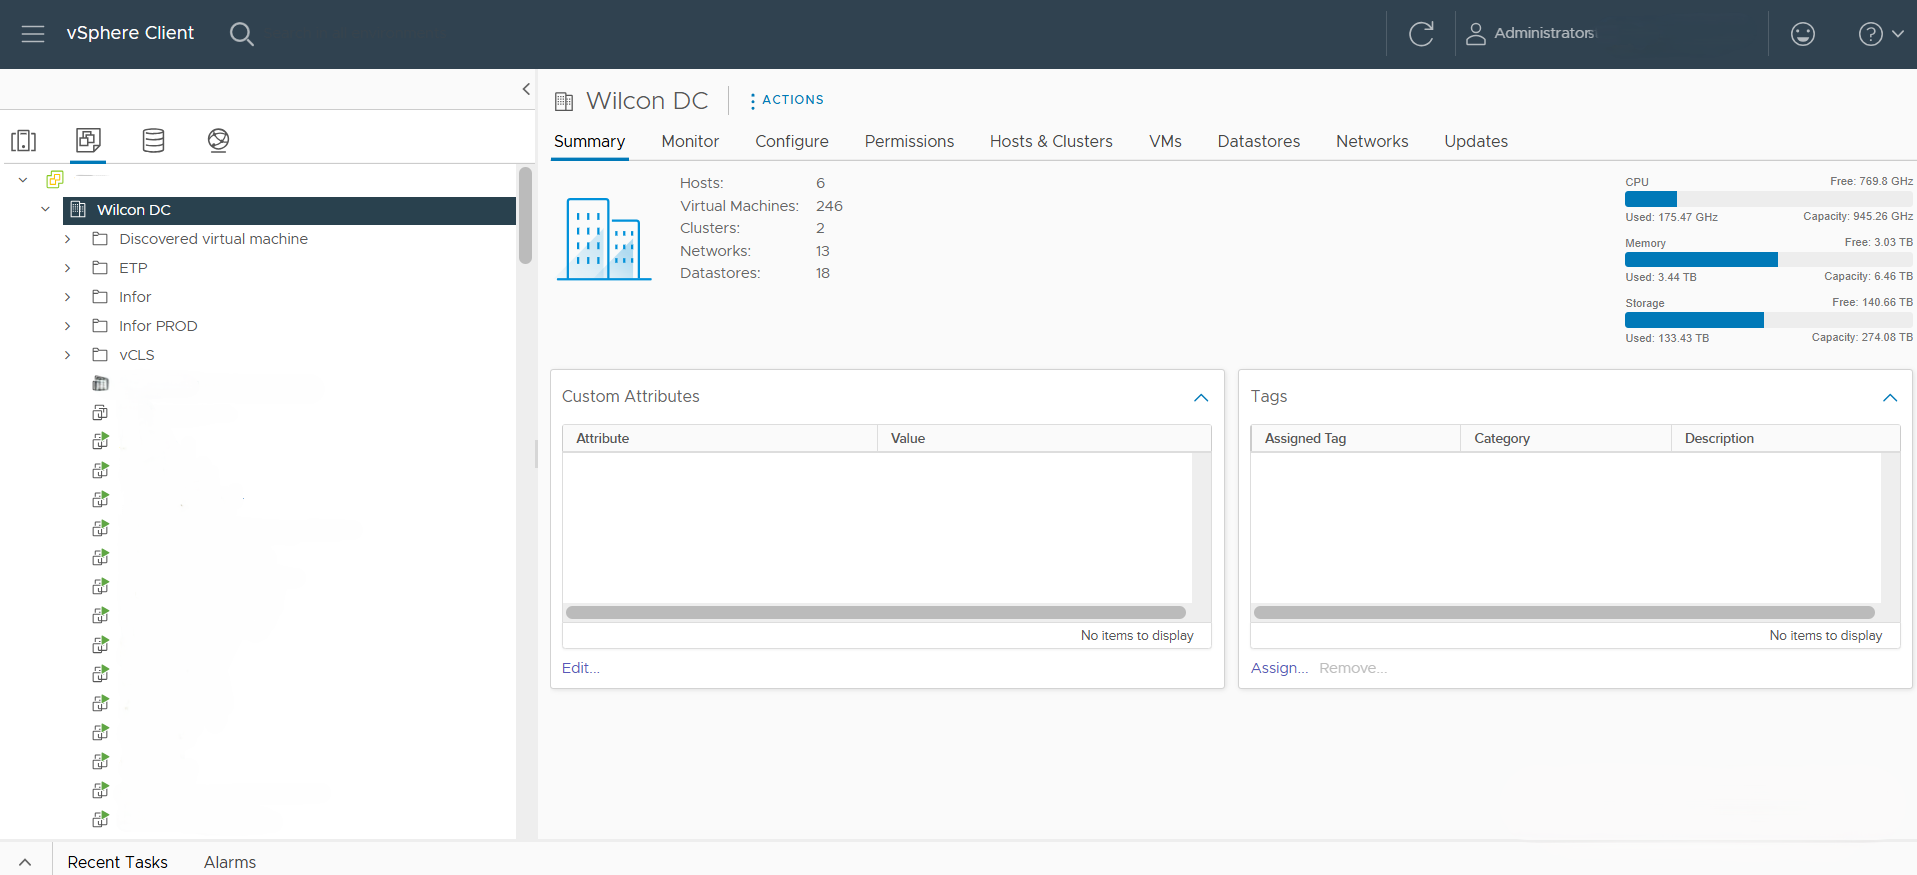 vSphere Client
Administrator
Wilcon DC
ACTIONS
Summary Monitor Configure Permissions Hosts & Clusters VMs Datastores Networks Updates
Wilcon DC
Discovered virtual machine
ETP
Infor
Infor PROD
vCLS
Hosts: 6
Virtual Machines: 246
Clusters: 2
Networks: 13
Datastores: 18
CPU Free: 769.8 GHz
Used: 175.47 GHz Capacity: 945.26 GHz
Memory Free: 3.03 TB
Used: 3.44 TB Capacity: 6.46 TB
Storage Free: 140.66 TB
Used: 133.43 TB Capacity: 274.08 TB
Custom Attributes
Attribute Value
No items to display
Edit...
Tags
Assigned Tag Category Description
No items to display
Assign... Remove...
Recent Tasks Alarms